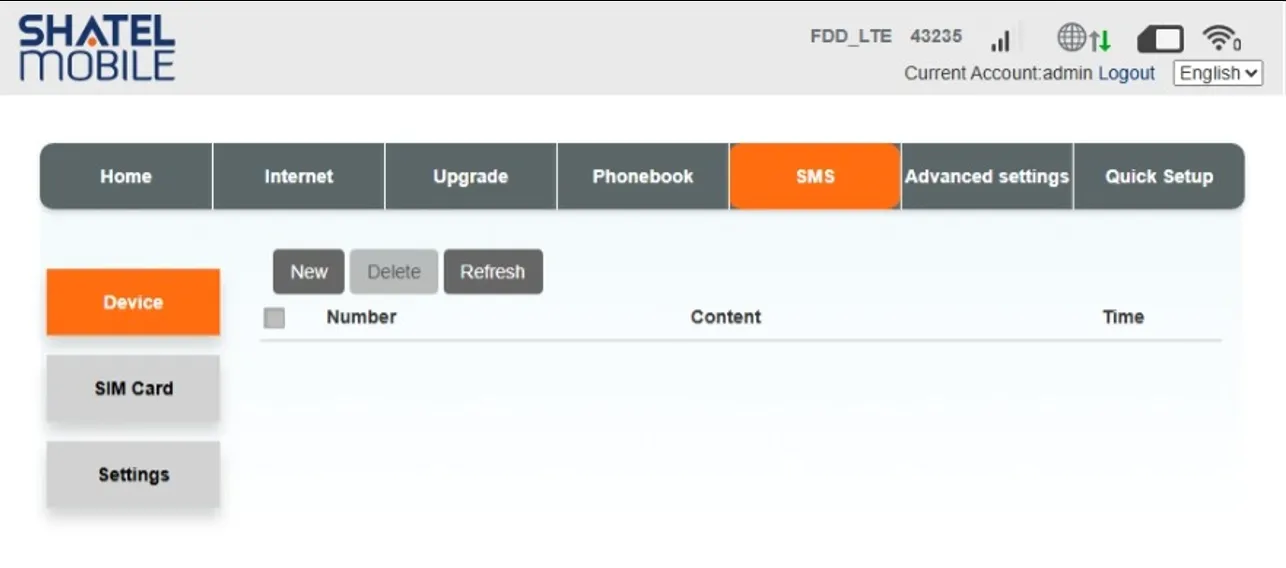 SHATEL
MOBILE
FDD_LTE 43235
0
Current Account:admin Logout English
Home Internet Upgrade Phonebook SMS Advanced settings Quick Setup
New Delete Refresh
Device
Number Content Time
SIM Card
Settings